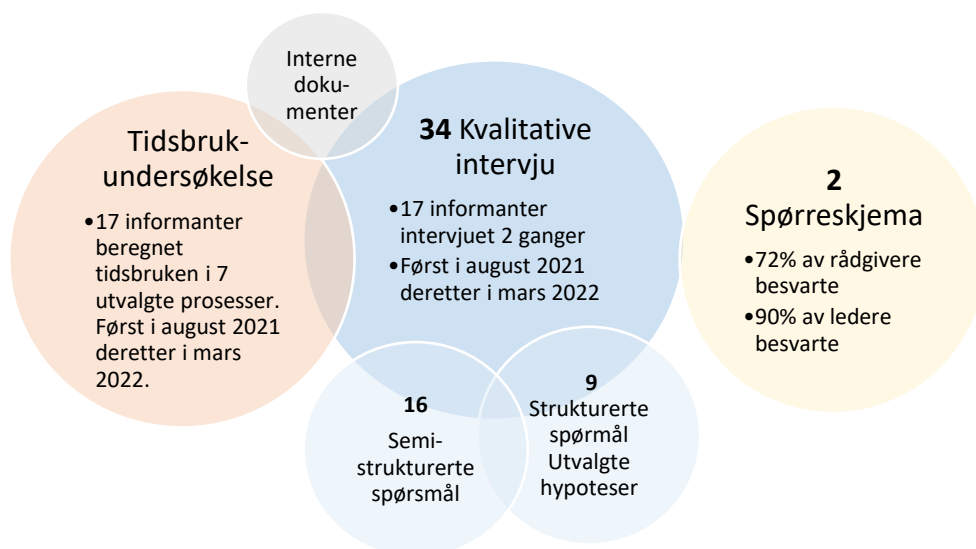 Interne
doku-
menter
Tidsbruk-
undersøkelse
•17 informanter
beregnet
tidsbruken i 7
utvalgte prosesser.
Først i august 2021
deretter i mars
2022.
34 Kvalitative
intervju
•17 informanter
intervjuet 2 ganger
•Først i august 2021
deretter i mars 2022
2
Spørreskjema
•72% av rådgivere
besvarte
•90% av ledere
besvarte
16
Semi-
strukturerte
spørsmål
9
Strukturerte
spørmål
Utvalgte
hypoteser